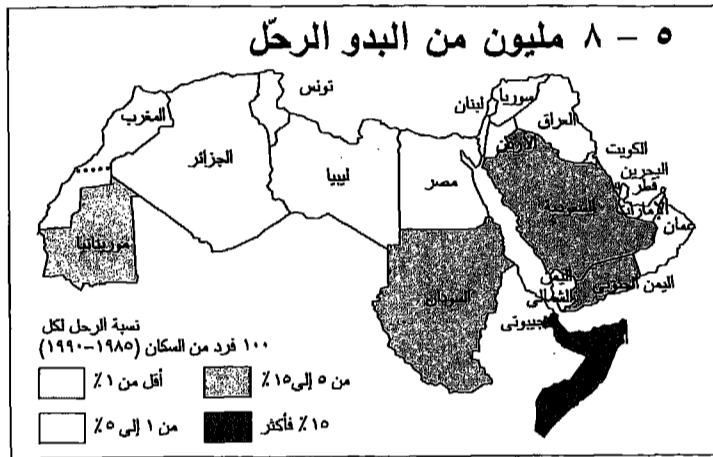 ٥ - ٨ مليون من البدو الرحّل
تونس
لبنان
سوريا
المغرب
العراق
الأردن
الكويت
الجزائر
ليبيا
مصر
البحرين
قطر
السعودية
الإمارات
عمان
موريتانيا
السودان
اليمن الشمالي
اليمن الجنوبي
جيبوتى
نسبة الرحل لكل
١٠٠ فرد من السكان (١٩٨٥-١٩٩٠)
أقل من ١٪
من ٥ إلى ١٥٪
من ١ إلى ٥٪
١٥٪ فأكثر